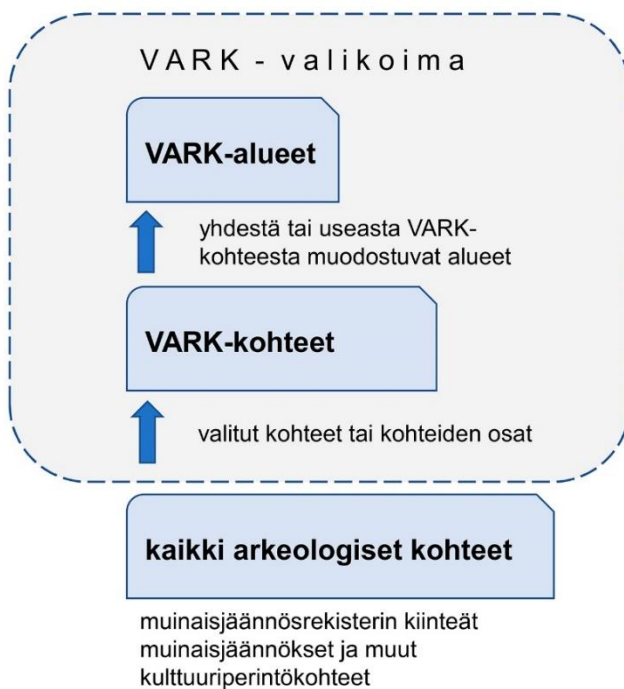 VARK - valikoima
VARK-alueet
yhdestä tai useasta VARK-
kohteesta muodostuvat alueet
VARK-kohteet
valitut kohteet tai kohteiden osat
kaikki arkeologiset kohteet
muinaisjäännösrekisterin kiinteät
muinaisjäännökset ja muut
kulttuuriperintökohteet